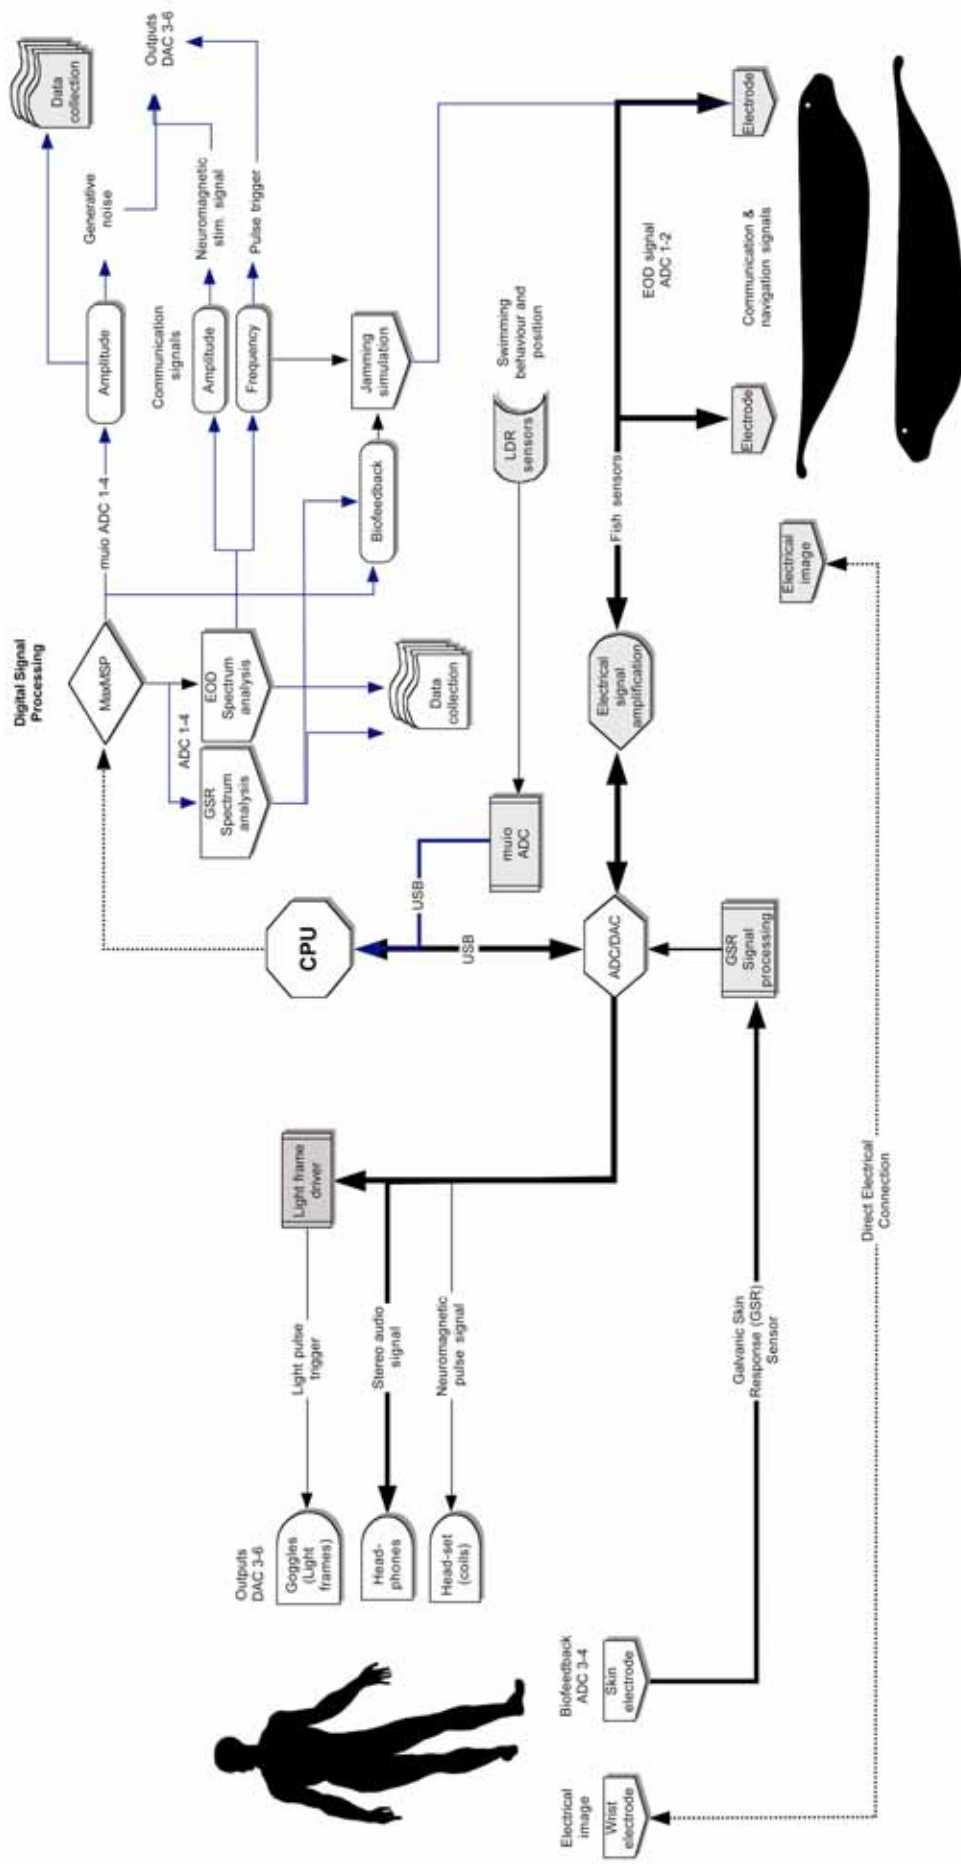 Digital Signal
Processing
MaxMSP
muio ADC 1-4
Amplitude
Generative
noise
Data
collection
Outputs
DAC 3-6
ADC 1-4
GSR
Spectrum
analysis
EOD
Spectrum
analysis
Communication
signals
Amplitude
Neuromagnetic
stim. signal
Frequency
Pulse trigger
Biofeedback
Jamming
simulation
Data
collection
CPU
USB
USB
muio
ADC
LDR
sensors
Swimming
behaviour and
position
Outputs
DAC 3-6
Goggles
(Light
frames)
Light pulse
trigger
Light frame
driver
Head-
phones
Stereo audio
signal
Head-set
(coils)
Neuromagnetic
pulse signal
ADC/DAC
Electrical
signal
amplification
Fish sensors
EOD signal
ADC 1-2
Electrical
image
Wrist
electrode
Biofeedback
ADC 3-4
Skin
electrode
Galvanic Skin
Response (GSR)
Sensor
GSR
Signal
processing
Electrode
Communication &
navigation signals
Electrode
Electrical
image
Direct Electrical
Connection